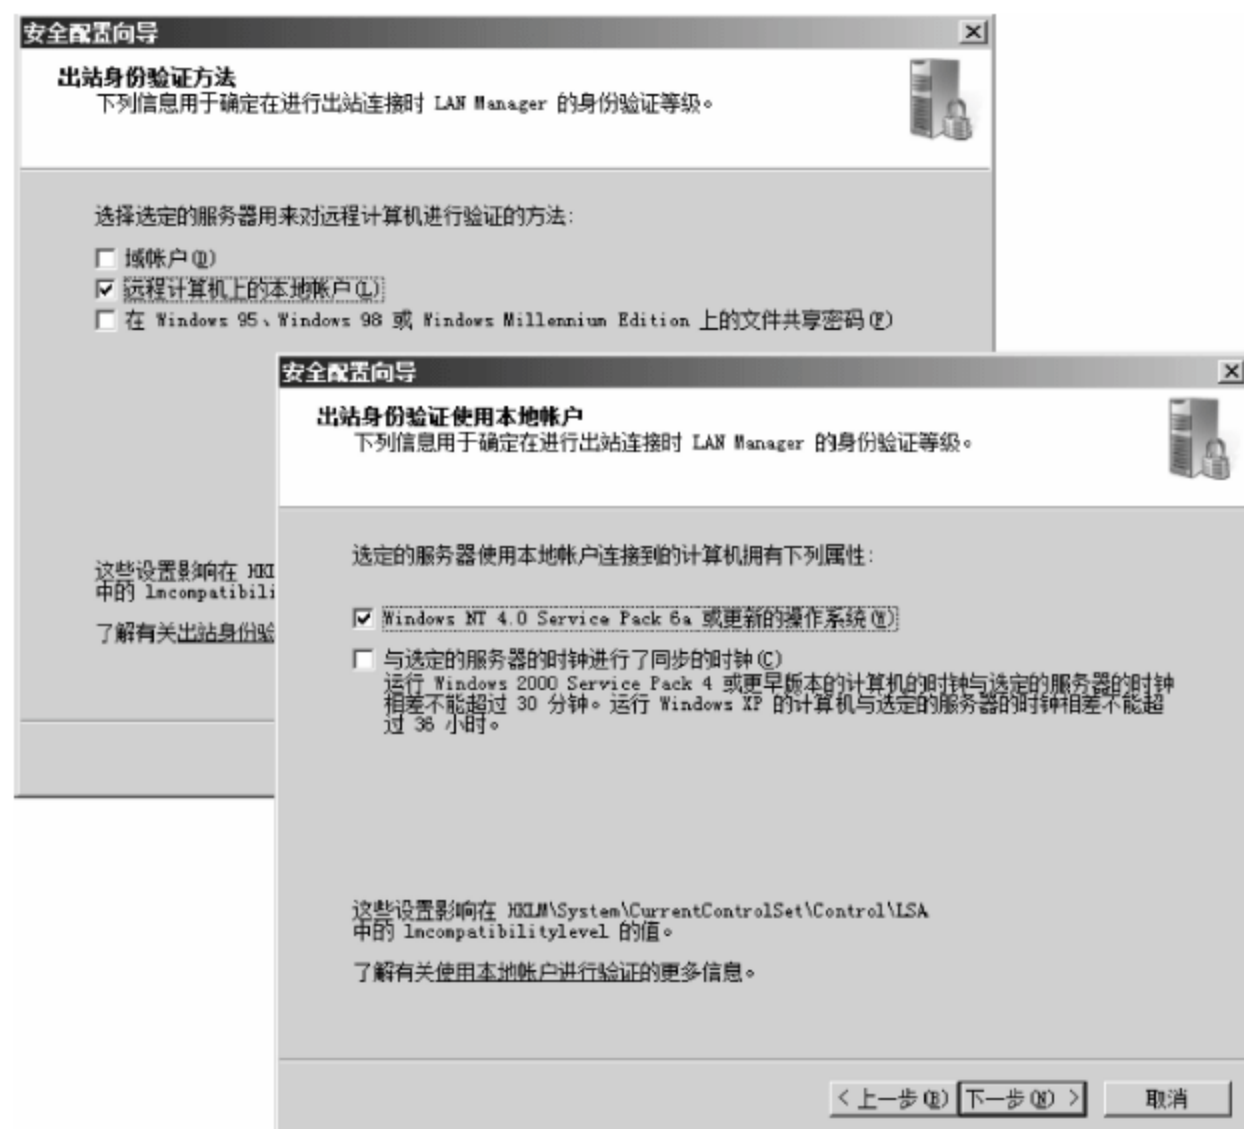 安全配置向导
出站身份验证方法
下列信息用于确定在进行出站连接时 LAN Manager 的身份验证等级。
选择选定的服务器用来对远程计算机进行验证的方法:
域帐户(D)
远程计算机上的本地帐户(L)
在 Windows 95、Windows 98 或 Windows Millennium Edition 上的文件共享密码(F)
这些设置影响在 HKL
中的 lmcompatibili
了解有关出站身份验
安全配置向导
出站身份验证使用本地帐户
下列信息用于确定在进行出站连接时 LAN Manager 的身份验证等级。
选定的服务器使用本地帐户连接到的计算机拥有下列属性:
Windows NT 4.0 Service Pack 6a 或更新的操作系统(W)
与选定的服务器的时钟进行了同步的时钟(C)
运行 Windows 2000 Service Pack 4 或更早版本的计算机的时钟与选定的服务器的时钟
相差不能超过 30 分钟。运行 Windows XP 的计算机与选定的服务器的时钟相差不能超
过 36 小时。
这些设置影响在 HKLM\System\CurrentControlSet\Control\LSA
中的 lmcompatibilitylevel 的值。
了解有关使用本地帐户进行验证的更多信息。
< 上一步(B)
下一步(N) >
取消